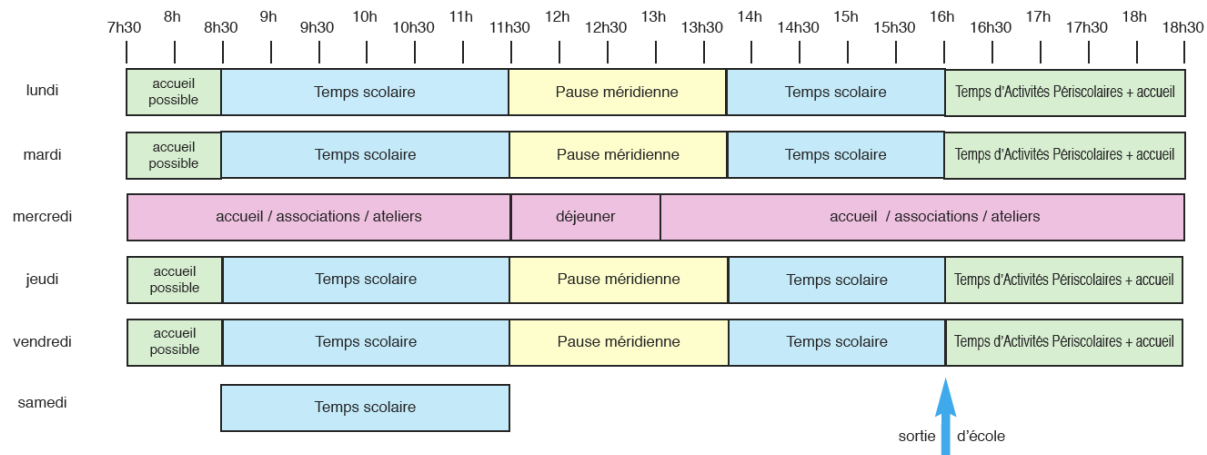 8h 9h 10h 11h 12h 13h 14h 15h 16h 17h 18h
7h30 8h30 9h30 10h30 11h30 12h30 13h30 14h30 15h30 16h30 17h30 18h30
lundi
accueil
possible
Temps scolaire
Pause méridienne
Temps scolaire
Temps d'Activités Périscolaires + accueil
mardi
accueil
possible
Temps scolaire
Pause méridienne
Temps scolaire
Temps d'Activités Périscolaires + accueil
mercredi
accueil / associations / ateliers
déjeuner
accueil / associations / ateliers
jeudi
accueil
possible
Temps scolaire
Pause méridienne
Temps scolaire
Temps d'Activités Périscolaires + accueil
vendredi
accueil
possible
Temps scolaire
Pause méridienne
Temps scolaire
Temps d'Activités Périscolaires + accueil
samedi
Temps scolaire
sortie d'école